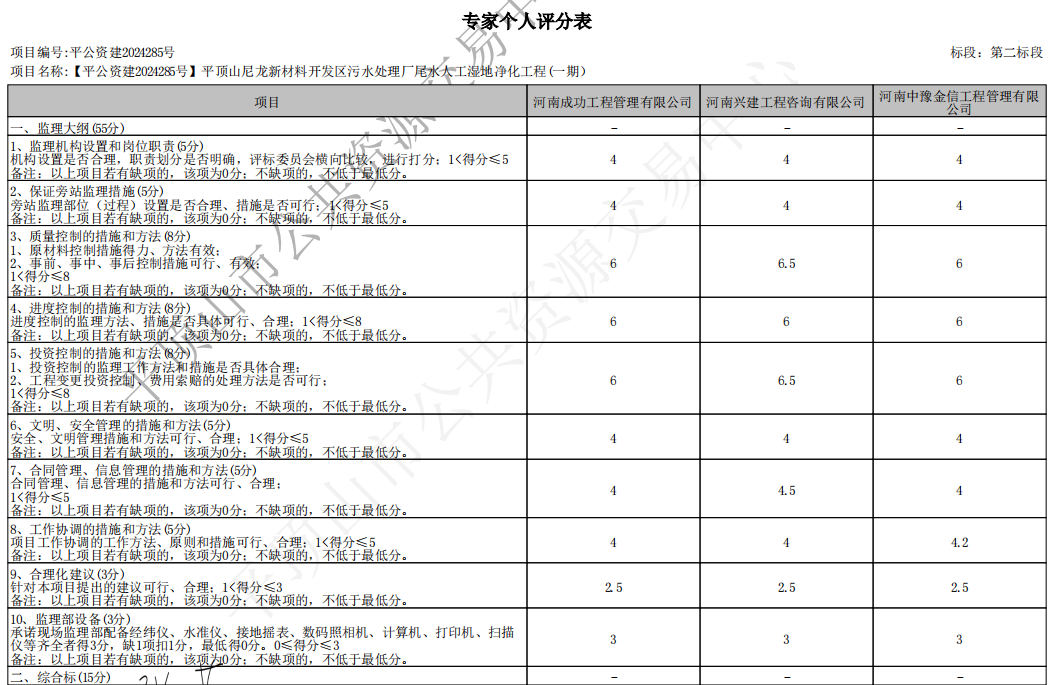 专家个人评分表
项目编号:平公资建2024285号
标段: 第二标段
项目名称:【平公资建2024285号】平顶山尼龙新材料开发区污水处理厂尾水人工湿地净化工程(一期)
项目 河南成功工程管理有限公司 河南兴建工程咨询有限公司 河南中豫金信工程管理有限
公司
一、监理大纲(55分) – – –
1、监理机构设置和岗位职责(5分)
机构设置是否合理,职责划分是否明确,评标委员会横向比较,进行打分;1<得分≤5 4 4 4
备注:以上项目若有缺项的,该项为0分;不缺项的,不低于最低分。
2、保证旁站监理措施(5分)
旁站监理部位(过程)设置是否合理、措施是否可行;1<得分≤5 4 4 4
备注:以上项目若有缺项的,该项为0分;不缺项的,不低于最低分。
3、质量控制的措施和方法(8分)
1、原材料控制措施得力、方法有效;
2、事前、事中、事后控制措施可行、有效; 6 6.5 6
1<得分≤8
备注:以上项目若有缺项的,该项为0分;不缺项的,不低于最低分。
4、进度控制的措施和方法(8分)
进度控制的监理方法、措施是否具体可行、合理;1<得分≤8 6 6 6
备注:以上项目若有缺项的,该项为0分;不缺项的,不低于最低分。
5、投资控制的措施和方法(8分)
1、投资控制的监理工作方法和措施是否具体合理;
2、工程变更投资控制、费用索赔的处理方法是否可行; 6 6.5 6
1<得分≤8
备注:以上项目若有缺项的,该项为0分;不缺项的,不低于最低分。
6、文明、安全管理的措施和方法(5分)
安全、文明管理措施和方法可行、合理;1<得分≤5 4 4 4
备注:以上项目若有缺项的,该项为0分;不缺项的,不低于最低分。
7、合同管理、信息管理的措施和方法(5分)
合同管理、信息管理的措施和方法可行、合理; 4 4.5 4
1<得分≤5
备注:以上项目若有缺项的,该项为0分;不缺项的,不低于最低分。
8、工作协调的措施和方法(5分)
项目工作协调的工作方法、原则和措施可行、合理;1<得分≤5 4 4 4.2
备注:以上项目若有缺项的,该项为0分;不缺项的,不低于最低分。
9、合理化建议(3分)
针对本项目提出的建议可行、合理;1<得分≤3 2.5 2.5 2.5
备注:以上项目若有缺项的,该项为0分;不缺项的,不低于最低分。
10、监理部设备(3分)
承诺现场监理部配备经纬仪、水准仪、接地摇表、数码照相机、计算机、打印机、扫描
仪等齐全者得3分,缺1项扣1分,最低得0分。0≤得分≤3 3 3 3
备注:以上项目若有缺项的,该项为0分;不缺项的,不低于最低分。
二、综合标(15分) – – –
平顶山市公共资源交易中
平顶山市公共资源交易中心